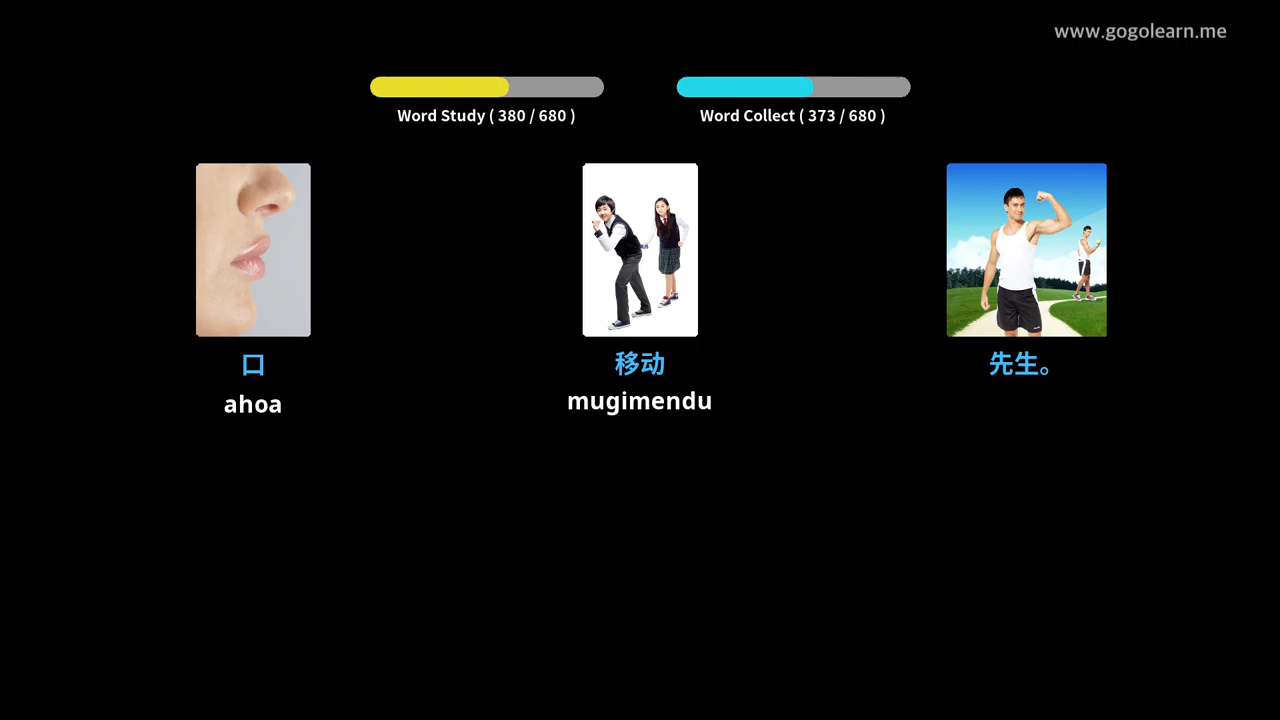 www.gogolearn.me
Word Study ( 380 / 680 )
Word Collect ( 373 / 680 )
口
移动
先生。
ahoa
mugimendu